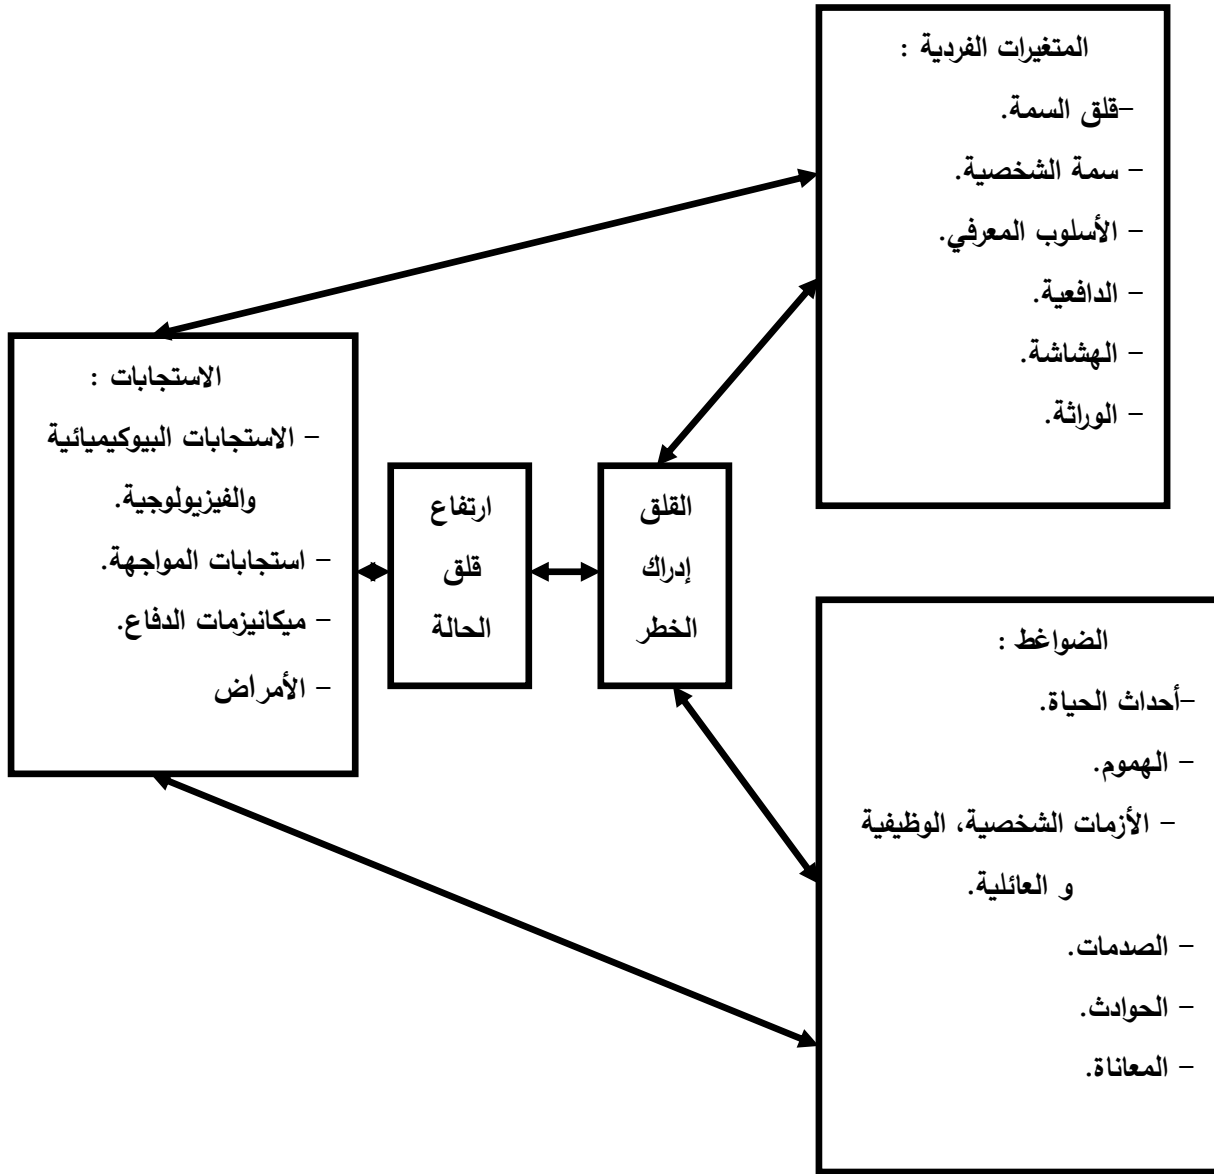 المتغيرات الفردية :
-قلق السمة.
- سمة الشخصية.
- الأسلوب المعرفي.
- الدافعية.
- الهشاشة.
- الوراثة.
القلق
إدراك
الخطر
ارتفاع
قلق
الحالة
الاستجابات :
- الاستجابات البيوكيميائية
والفيزيولوجية.
- استجابات المواجهة.
- ميكانيزمات الدفاع.
- الأمراض
الضواغط :
-أحداث الحياة.
- الهموم.
- الأزمات الشخصية، الوظيفية
و العائلية.
- الصدمات.
- الحوادث.
- المعاناة.